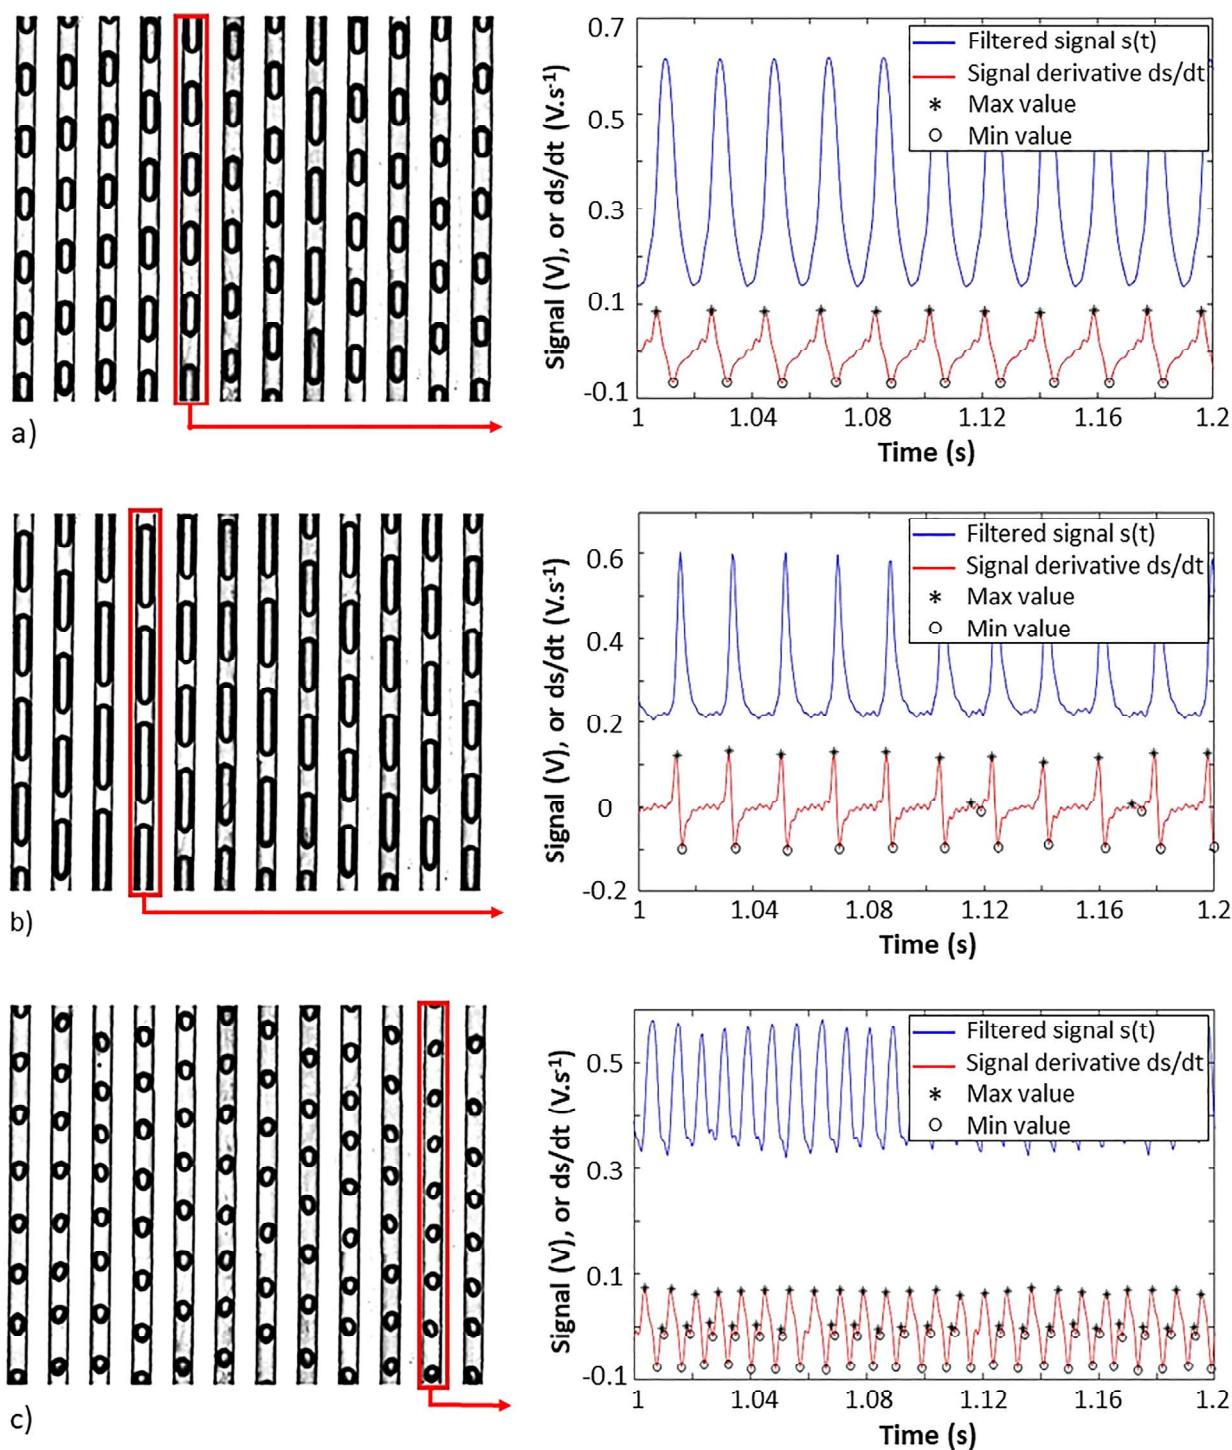 0.7
0.5
0.3
0.1
-0.1
Signal (V), or ds/dt (V.s-1)
Filtered signal s(t)
Signal derivative ds/dt
Max value
Min value
1 1.04 1.08 1.12 1.16 1.2
Time (s)
a)
0.6
0.4
0.2
0
-0.2
Signal (V), or ds/dt (V.s-1)
Filtered signal s(t)
Signal derivative ds/dt
Max value
Min value
1 1.04 1.08 1.12 1.16 1.2
Time (s)
b)
0.5
0.3
0.1
-0.1
Signal (V), or ds/dt (V.s-1)
Filtered signal s(t)
Signal derivative ds/dt
Max value
Min value
1 1.04 1.08 1.12 1.16 1.2
Time (s)
c)